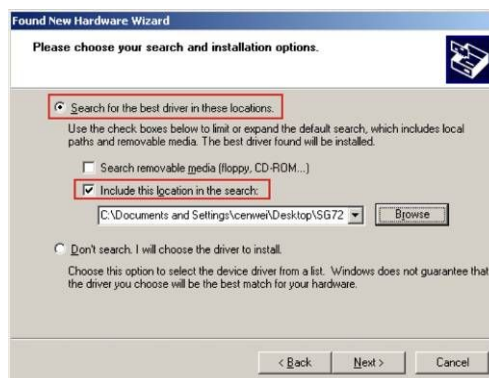 Found New Hardware Wizard
Please choose your search and installation options.
Search for the best driver in these locations.
Use the check boxes below to limit or expand the default search, which includes local
paths and removable media. The best driver found will be installed.
Search removable media (floppy, CD-ROM...)
Include this location in the search:
C:\Documents and Settings\cenwei\Desktop\SG72
Browse
Don't search. I will choose the driver to install.
Choose this option to select the device driver from a list. Windows does not guarantee that
the driver you choose will be the best match for your hardware.
< Back
Next >
Cancel